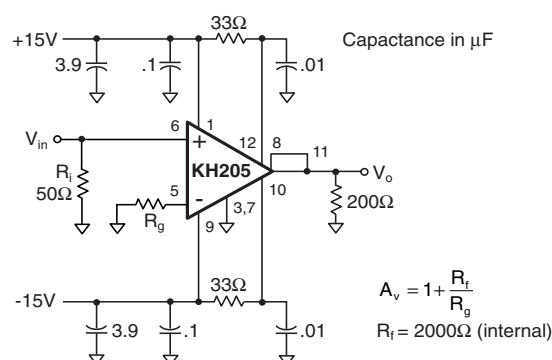 33Ω
+15V
Capactance in μF
3.9
.1
.01
V_in
6
1
12
8
11
+
KH205
V_o
R_i
50Ω
5
-
R_g
3,7
9
10
200Ω
33Ω
-15V
3.9
.1
.01
A_v = 1 + R_f / R_g
R_f = 2000Ω (internal)